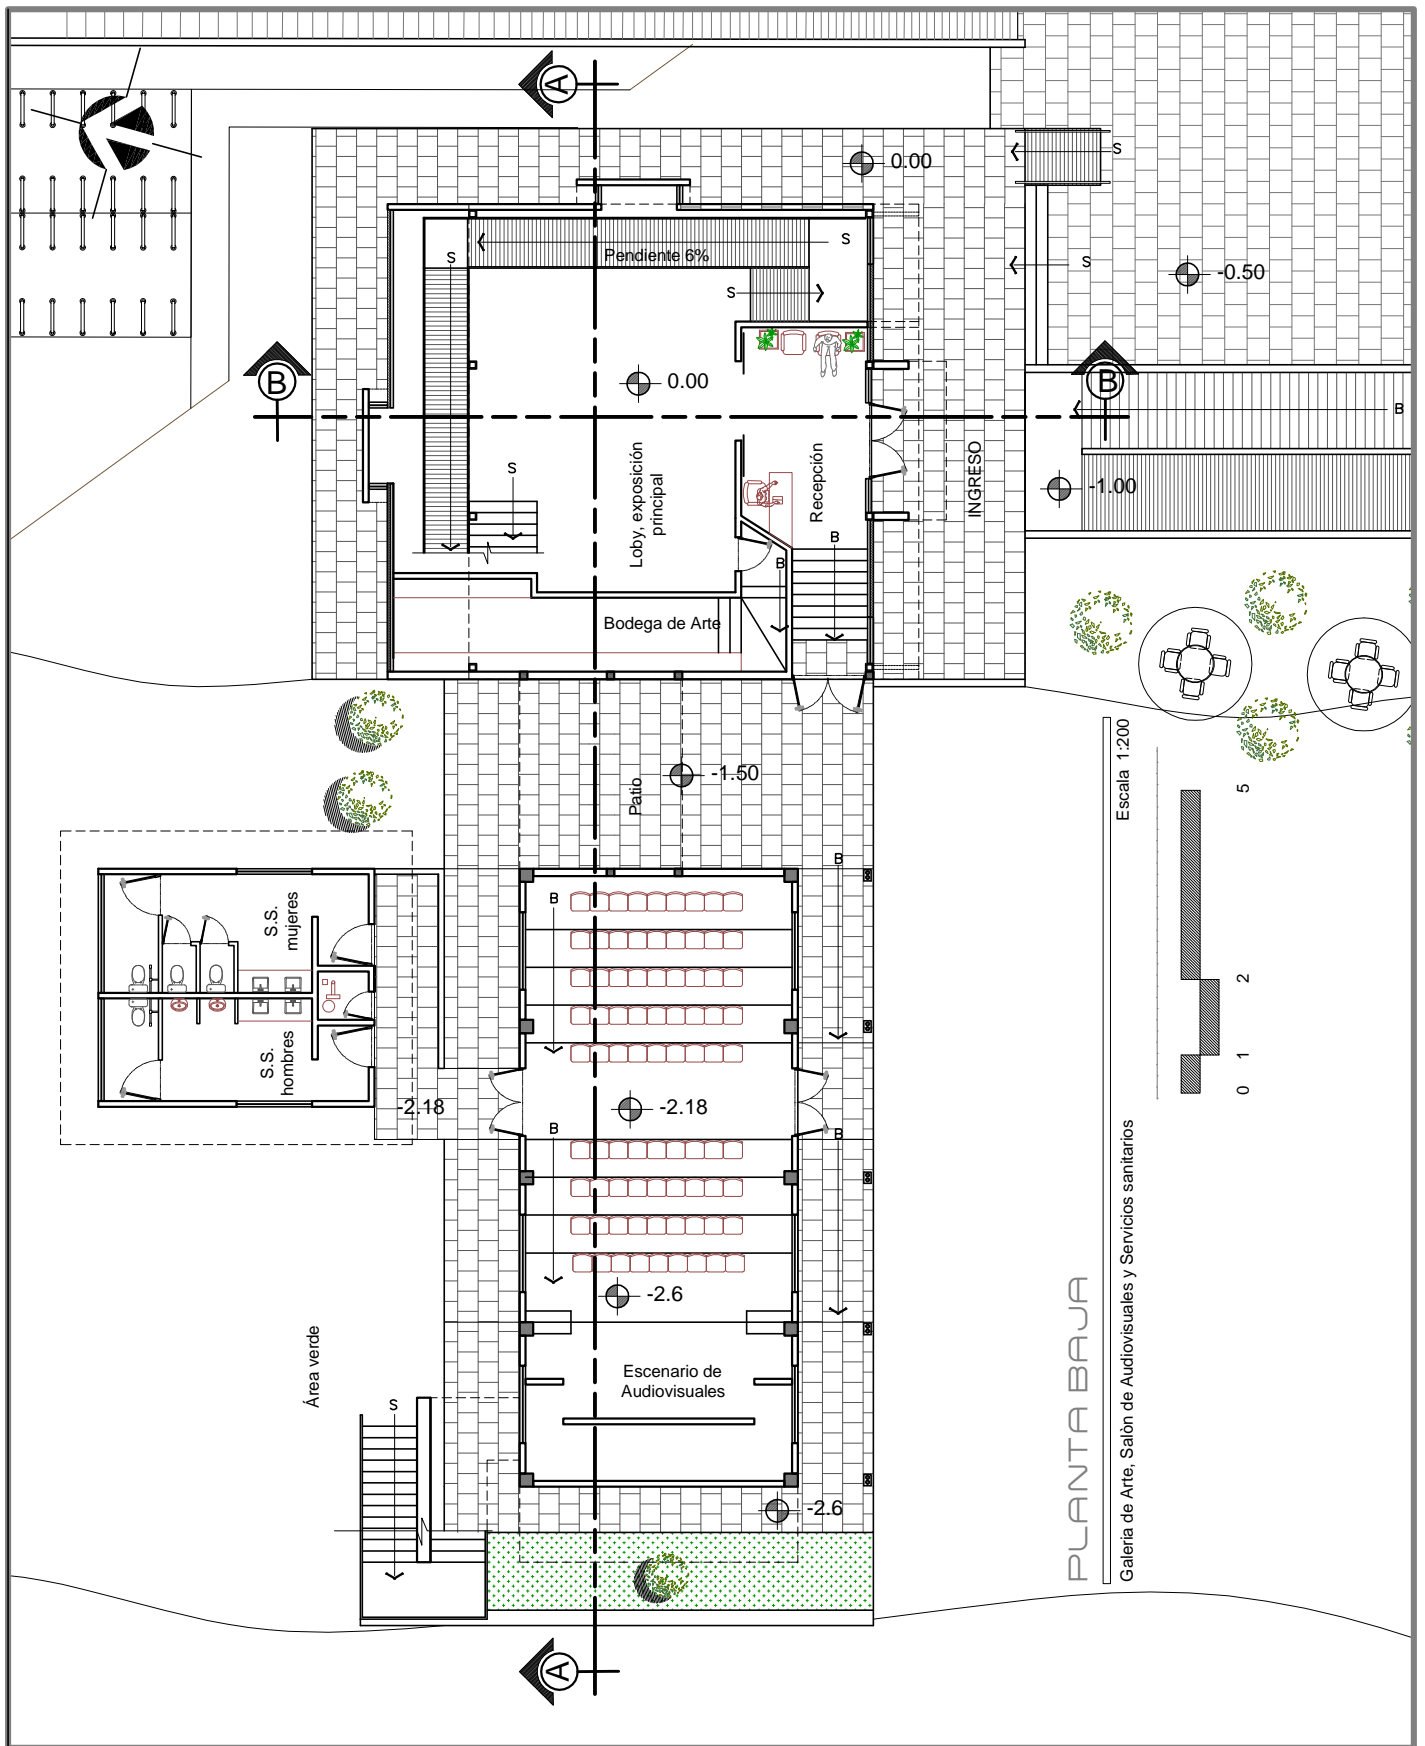 A
S
0.00
S
Pendiente 6%
S
S
S
-0.50
0.00
B
B
B
S
Loby, exposición
principal
Recepción
INGRESO
-1.00
B
B
Bodega de Arte
Patio
-1.50
Escala 1:200
5
2
1
0
B
B
S.S.
mujeres
S.S.
hombres
-2.18
-2.18
B
B
-2.6
Escenario de
Audiovisuales
Área verde
S
-2.6
PLANTA BAJA
Galeria de Arte, Salòn de Audiovisuales y Servicios sanitarios
A